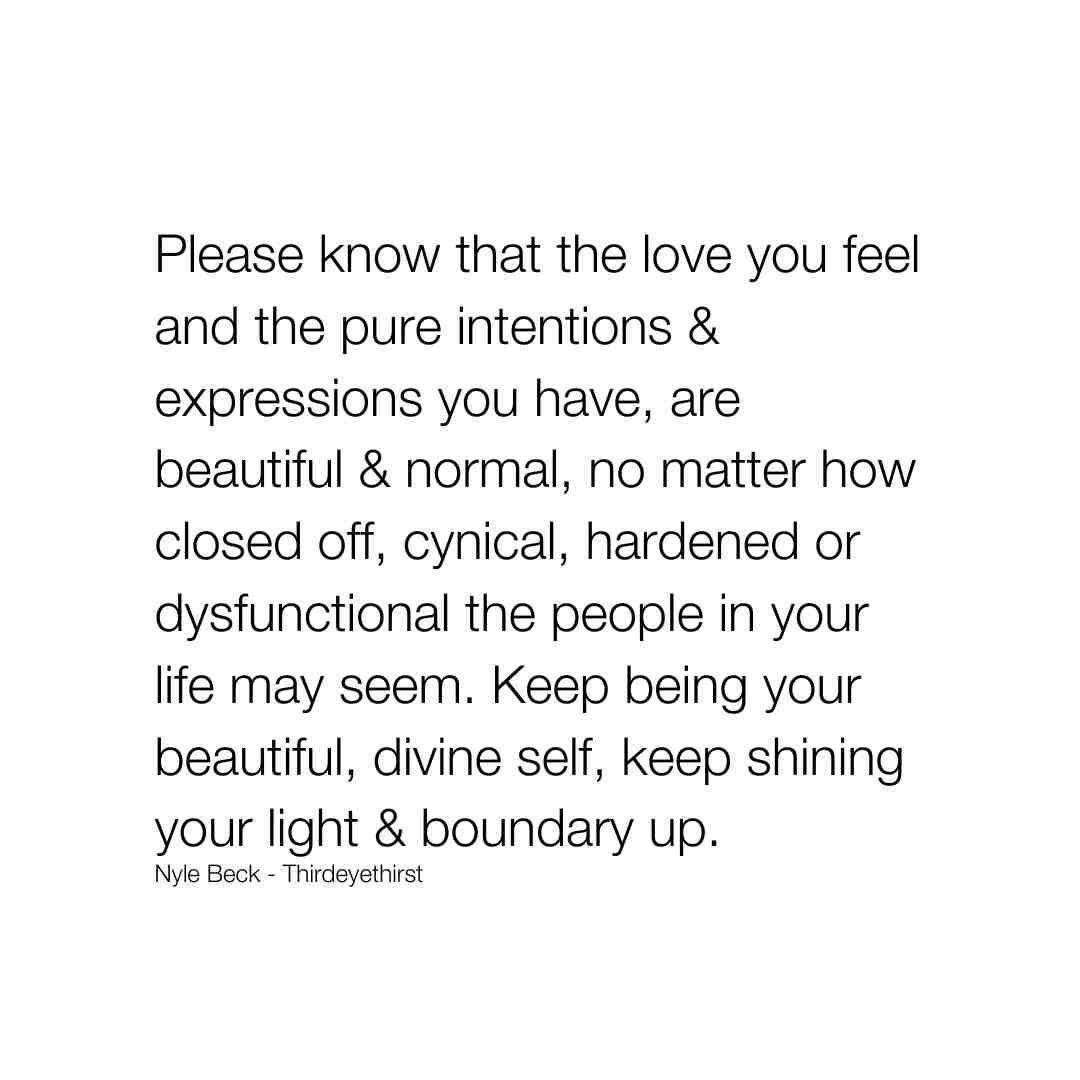 Please know that the love you feel
and the pure intentions &
expressions you have, are
beautiful & normal, no matter how
closed off, cynical, hardened or
dysfunctional the people in your
life may seem. Keep being your
beautiful, divine self, keep shining
your light & boundary up.
Nyle Beck - Thirdeyethirst